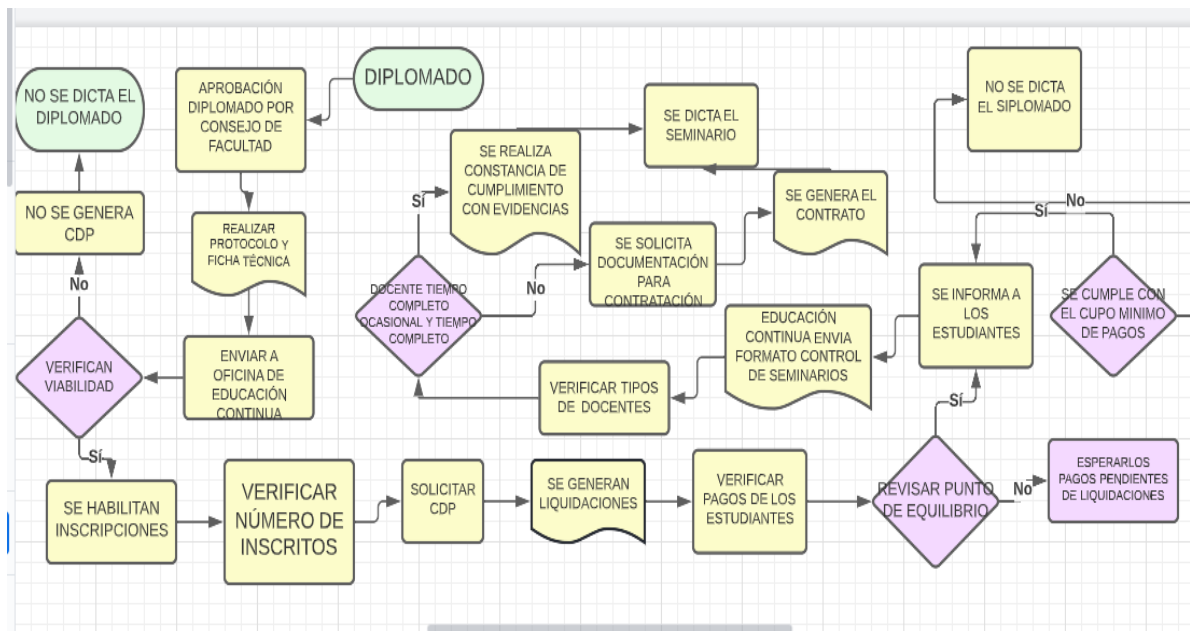 DIPLOMADO
APROBACIÓN
DIPLOMADO POR
CONSEJO DE
FACULTAD
REALIZAR
PROTOCOLO Y
FICHA TÉCNICA
ENVIAR A
OFICINA DE
EDUCACIÓN
CONTINUA
VERIFICAN
VIABILIDAD
No
NO SE GENERA
CDP
NO SE DICTA EL
DIPLOMADO
Sí
SE HABILITAN
INSCRIPCIONES
VERIFICAR
NÚMERO DE
INSCRITOS
SOLICITAR
CDP
SE GENERAN
LIQUIDACIONES
VERIFICAR
PAGOS DE LOS
ESTUDIANTES
REVISAR PUNTO
DE EQUILIBRIO
No
ESPERARLOS
PAGOS PENDIENTES
DE LIQUIDACIONES
Sí
SE INFORMA A
LOS
ESTUDIANTES
SE CUMPLE CON
EL CUPO MINIMO
DE PAGOS
Sí
No
NO SE DICTA
EL SIPLOMADO
EDUCACIÓN
CONTINUA ENVIA
FORMATO CONTROL
DE SEMINARIOS
VERIFICAR TIPOS
DE DOCENTES
DOCENTE TIEMPO
COMPLETO
OCASIONAL Y TIEMPO
COMPLETO
Sí
SE REALIZA
CONSTANCIA DE
CUMPLIMIENTO
CON EVIDENCIAS
No
SE SOLICITA
DOCUMENTACIÓN
PARA
CONTRATACIÓN
SE GENERA EL
CONTRATO
SE DICTA EL
SEMINARIO